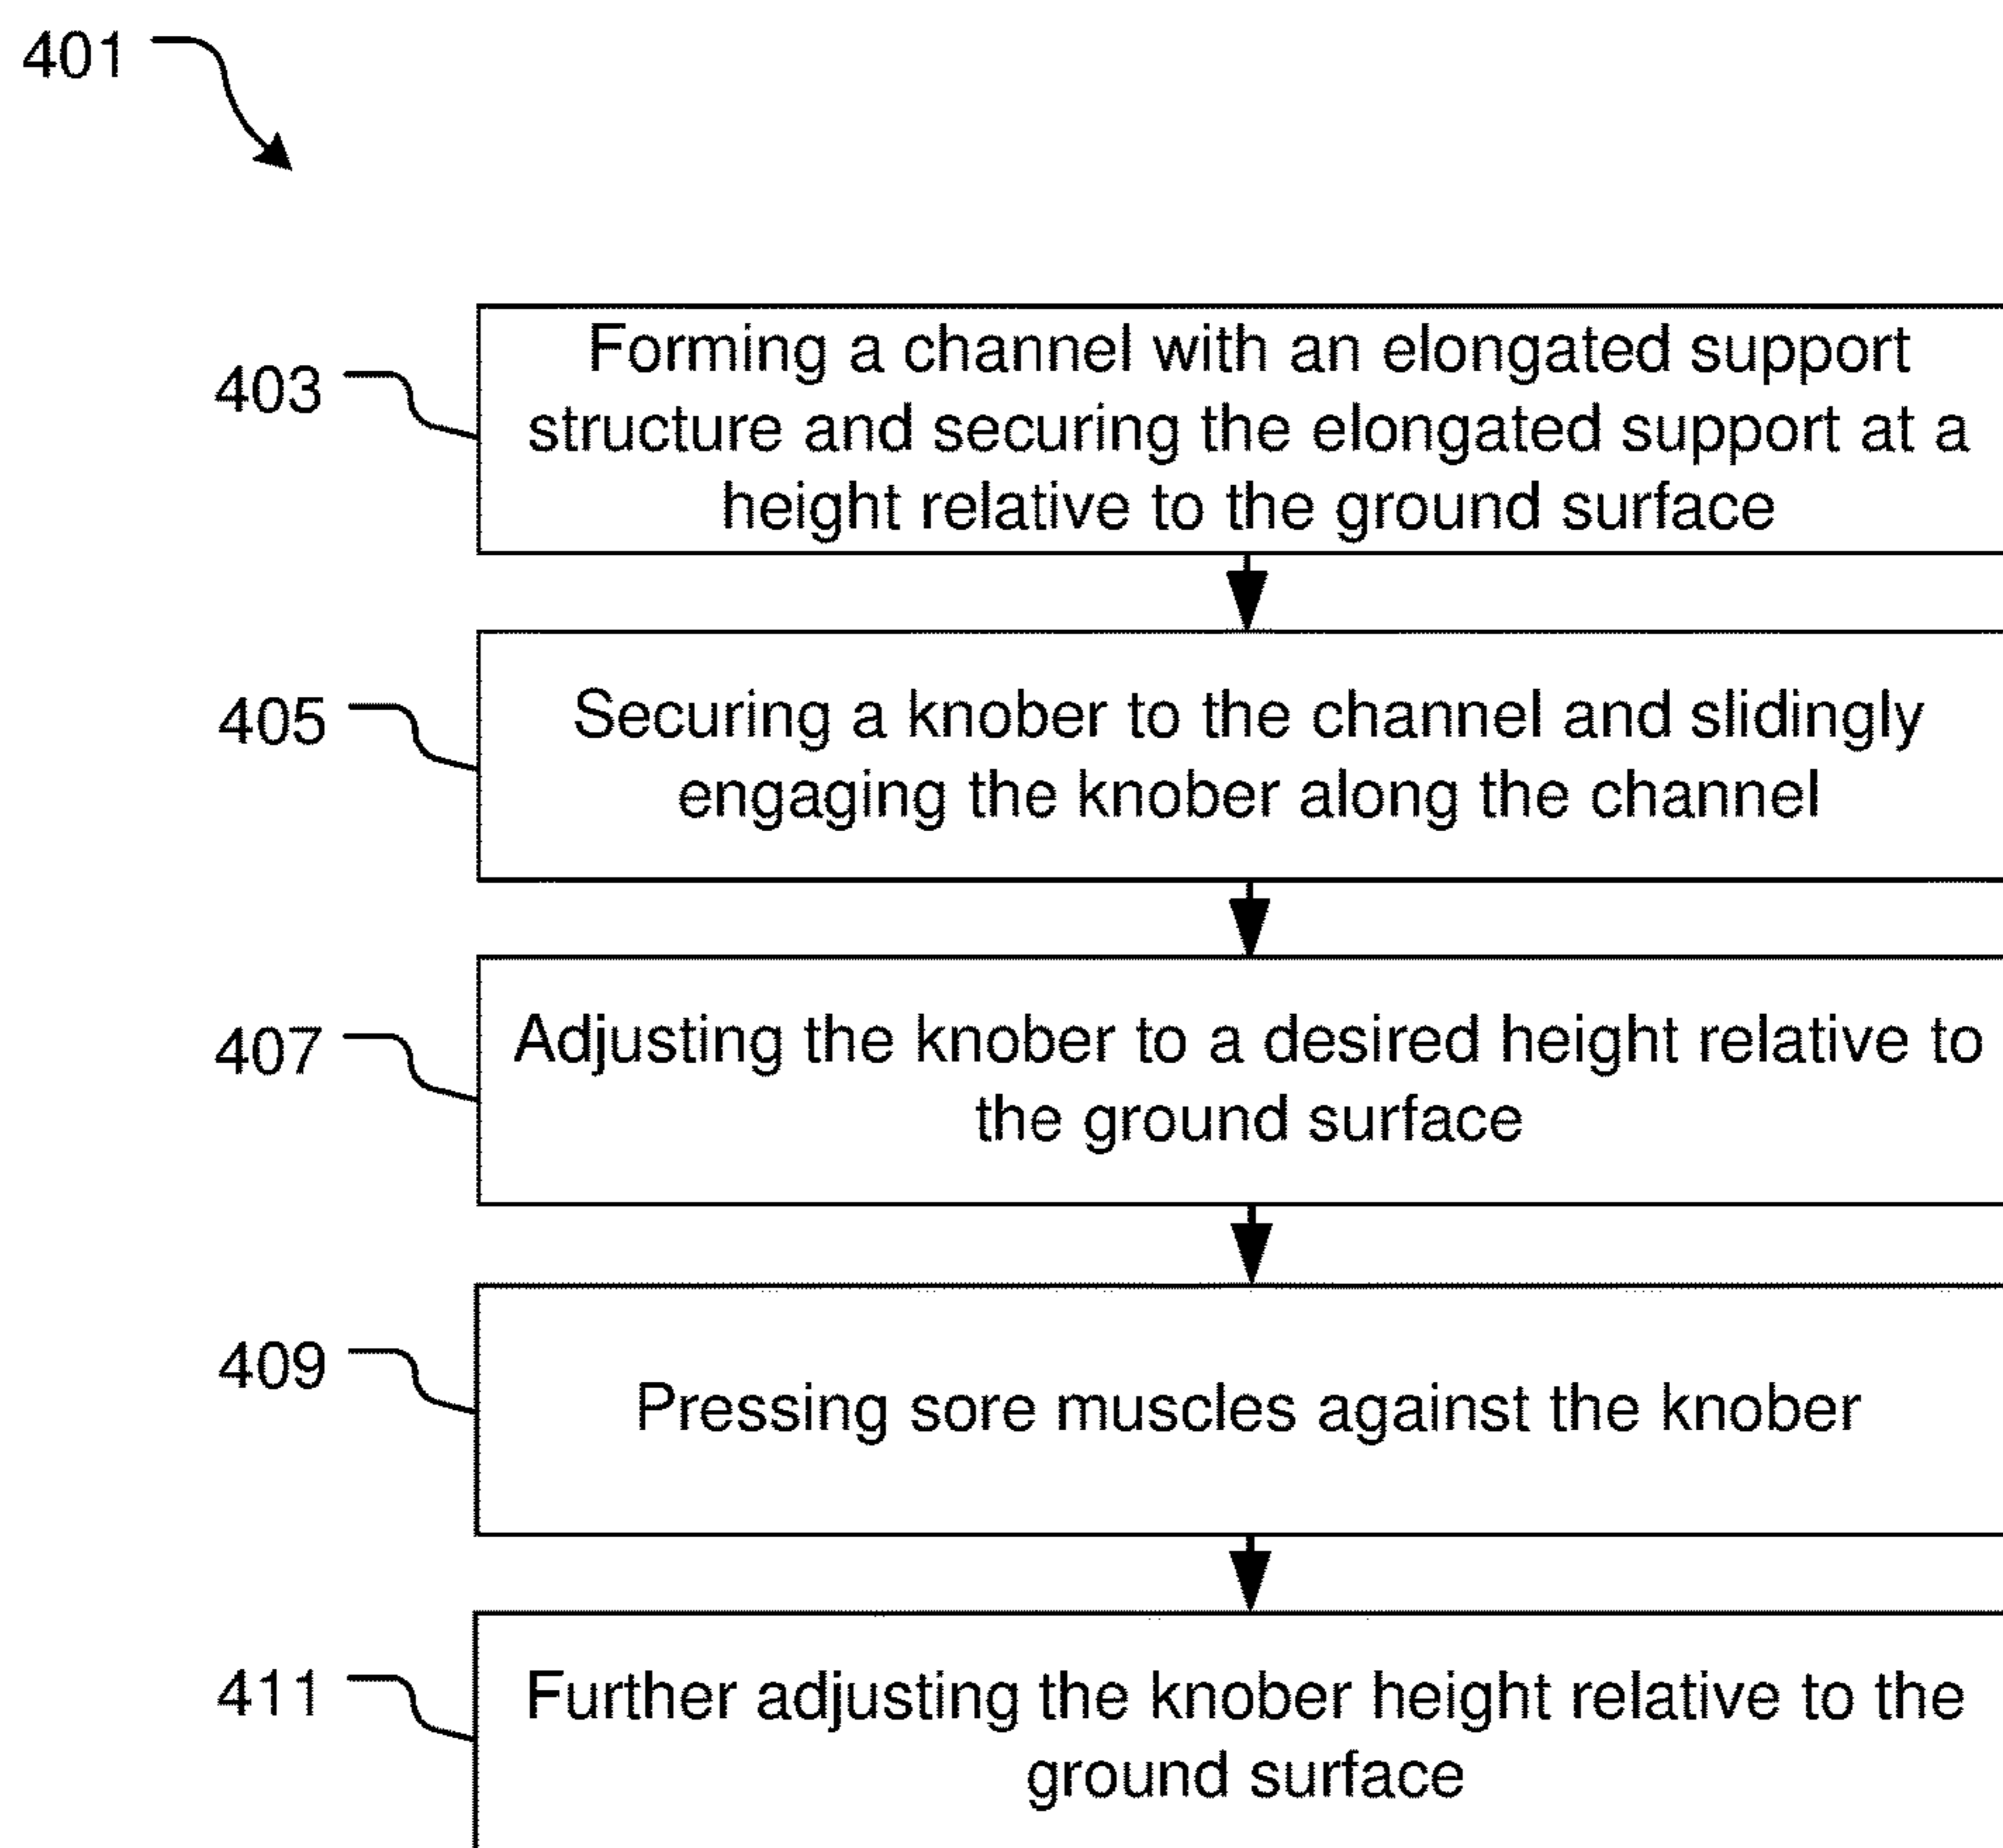 401
403
Forming a channel with an elongated support
structure and securing the elongated support at a
height relative to the ground surface
405
Securing a knober to the channel and slidingly
engaging the knober along the channel
407
Adjusting the knober to a desired height relative to
the ground surface
409
Pressing sore muscles against the knober
411
Further adjusting the knober height relative to the
ground surface